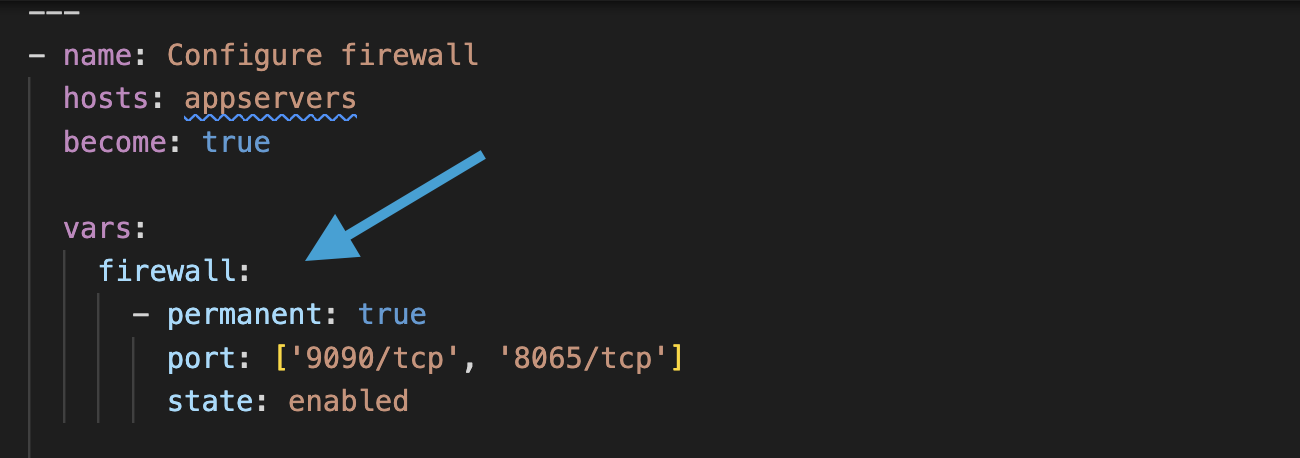 ---
- name: Configure firewall
  hosts: appservers
  become: true
  vars:
    firewall:
      - permanent: true
        port: ['9090/tcp', '8065/tcp']
        state: enabled